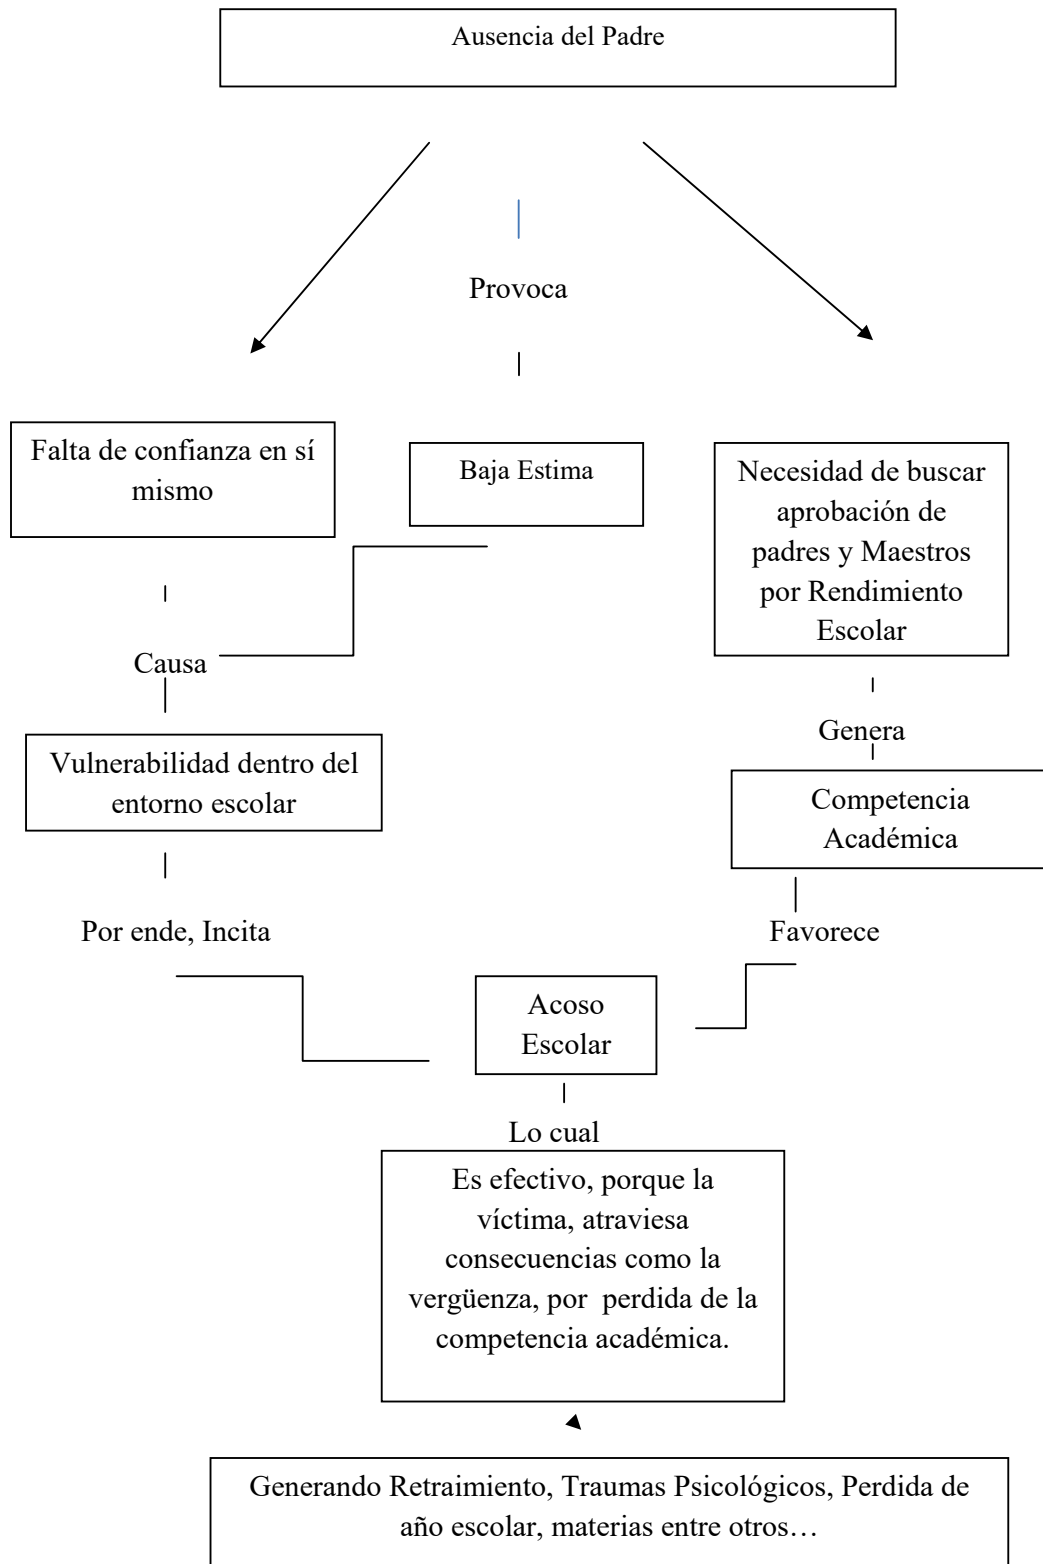 Ausencia del Padre
Provoca
Falta de confianza en sí
mismo
Baja Estima
Necesidad de buscar
aprobación de
padres y Maestros
por Rendimiento
Escolar
Causa
Genera
Vulnerabilidad dentro del
entorno escolar
Competencia
Académica
Por ende, Incita
Favorece
Acoso
Escolar
Lo cual
Es efectivo, porque la
víctima, atraviesa
consecuencias como la
vergüenza, por  perdida de la
competencia académica.
Generando Retraimiento, Traumas Psicológicos, Perdida de
año escolar, materias entre otros…